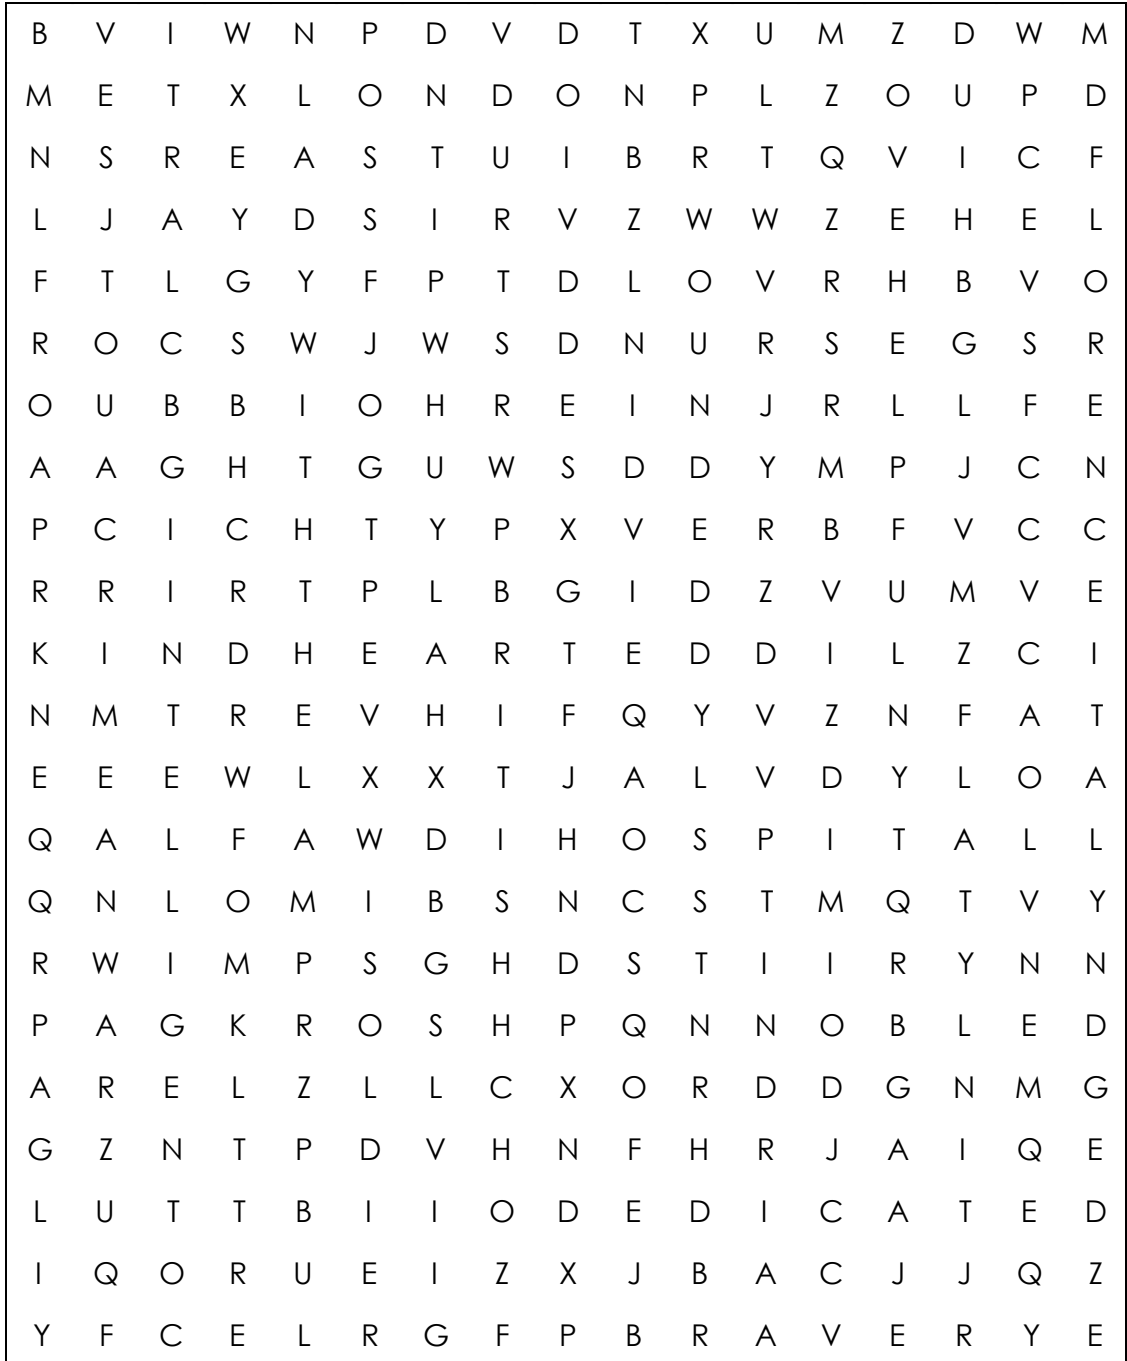 B V I W N P D V D T X U M Z D W M
M E T X L O N D O N P L Z O U P D
N S R E A S T U I B R T Q V I C F
L J A Y D S I R V Z W W Z E H E L
F T L G Y F P T D L O V R H B V O
R O C S W J W S D N U R S E G S R
O U B B I O H R E I N J R L L F E
A A G H T G U W S D D Y M P J C N
P C I C H T Y P X V E R B F V C C
R R I R T P L B G I D Z V U M V E
K I N D H E A R T E D D I L Z C I
N M T R E V H I F Q Y V Z N F A T
E E E W L X X T J A L V D Y L O A
Q A L F A W D I H O S P I T A L L
Q N L O M I B S N C S T M Q T V Y
R W I M P S G H D S T I I R Y N N
P A G K R O S H P Q N N O B L E D
A R E L Z L L C X O R D D G N M G
G Z N T P D V H N F H R J A I Q E
L U T T B I I O D E D I C A T E D
I Q O R U E I Z X J B A C J J Q Z
Y F C E L R G F P B R A V E R Y E